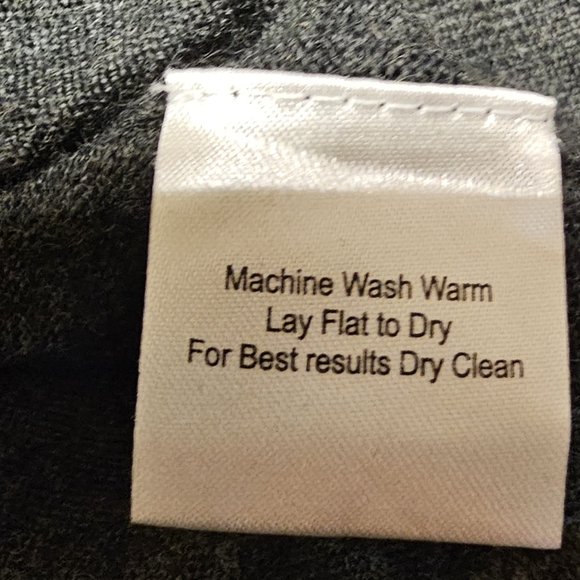 Machine Wash Warm
Lay Flat to Dry
For Best results Dry Clean